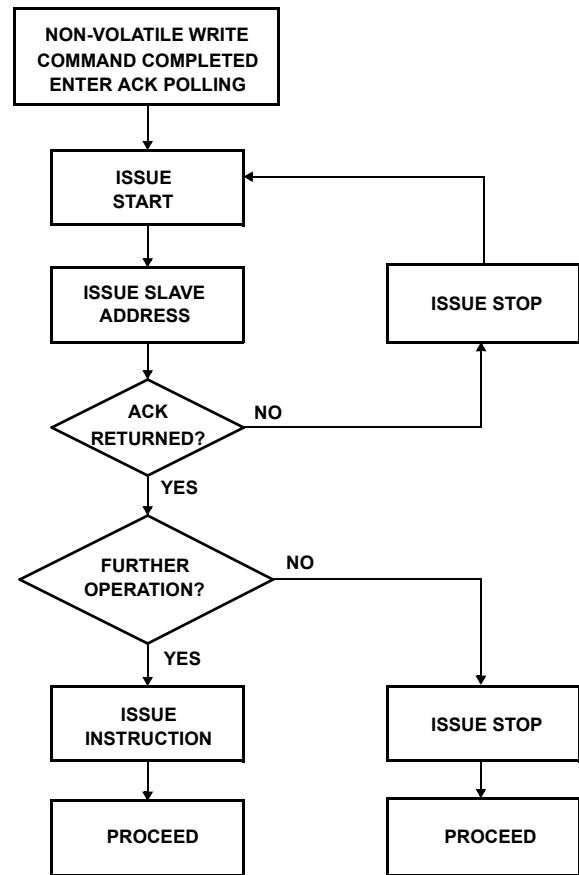 NON-VOLATILE WRITE
COMMAND COMPLETED
ENTER ACK POLLING
ISSUE
START
ISSUE SLAVE
ADDRESS
ISSUE STOP
ACK
RETURNED?
NO
YES
FURTHER
OPERATION?
NO
YES
ISSUE
INSTRUCTION
ISSUE STOP
PROCEED
PROCEED